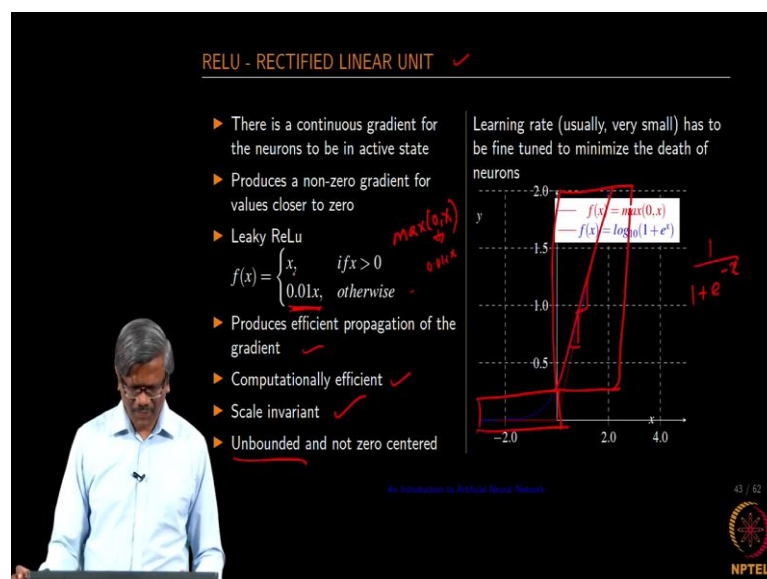 RELU - RECTIFIED LINEAR UNIT
There is a continuous gradient for
the neurons to be in active state
Produces a non-zero gradient for
values closer to zero
Leaky ReLu
max(0,x)
0.01x
f(x) = { x, if x > 0
0.01x, otherwise
Produces efficient propagation of the
gradient
Computationally efficient
Scale invariant
Unbounded and not zero centered
Learning rate (usually, very small) has to
be fine tuned to minimize the death of
neurons
2.0
y
f(x) = max(0,x)
f(x) = log10(1+e^x)
1.5
1.0
0.5
−2.0 2.0 4.0
x
1
1+e^-x
An Introduction to Artificial Neural Network
43 / 62
NPTEL